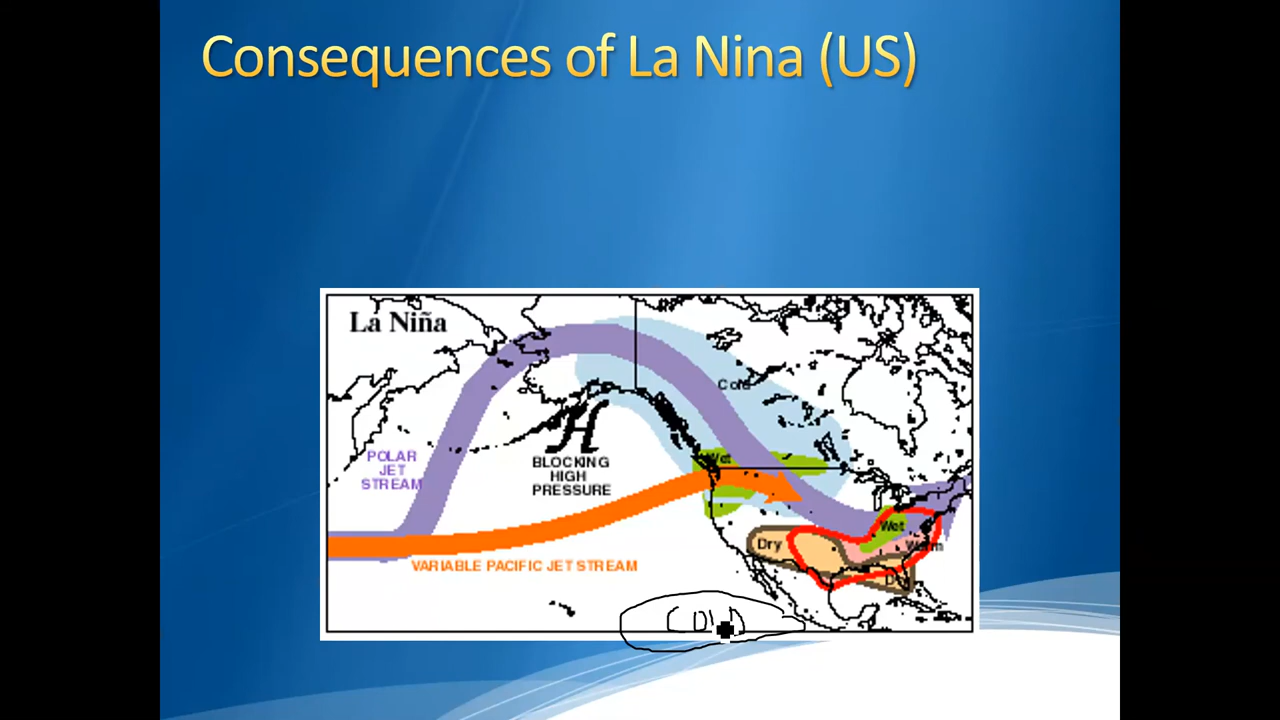 Consequences of La Nina (US)
La Niña
Cold
H
POLAR
JET
STREAM
BLOCKING
HIGH
PRESSURE
Wet
Wet
Dry
Warm
Dry
VARIABLE PACIFIC JET STREAM